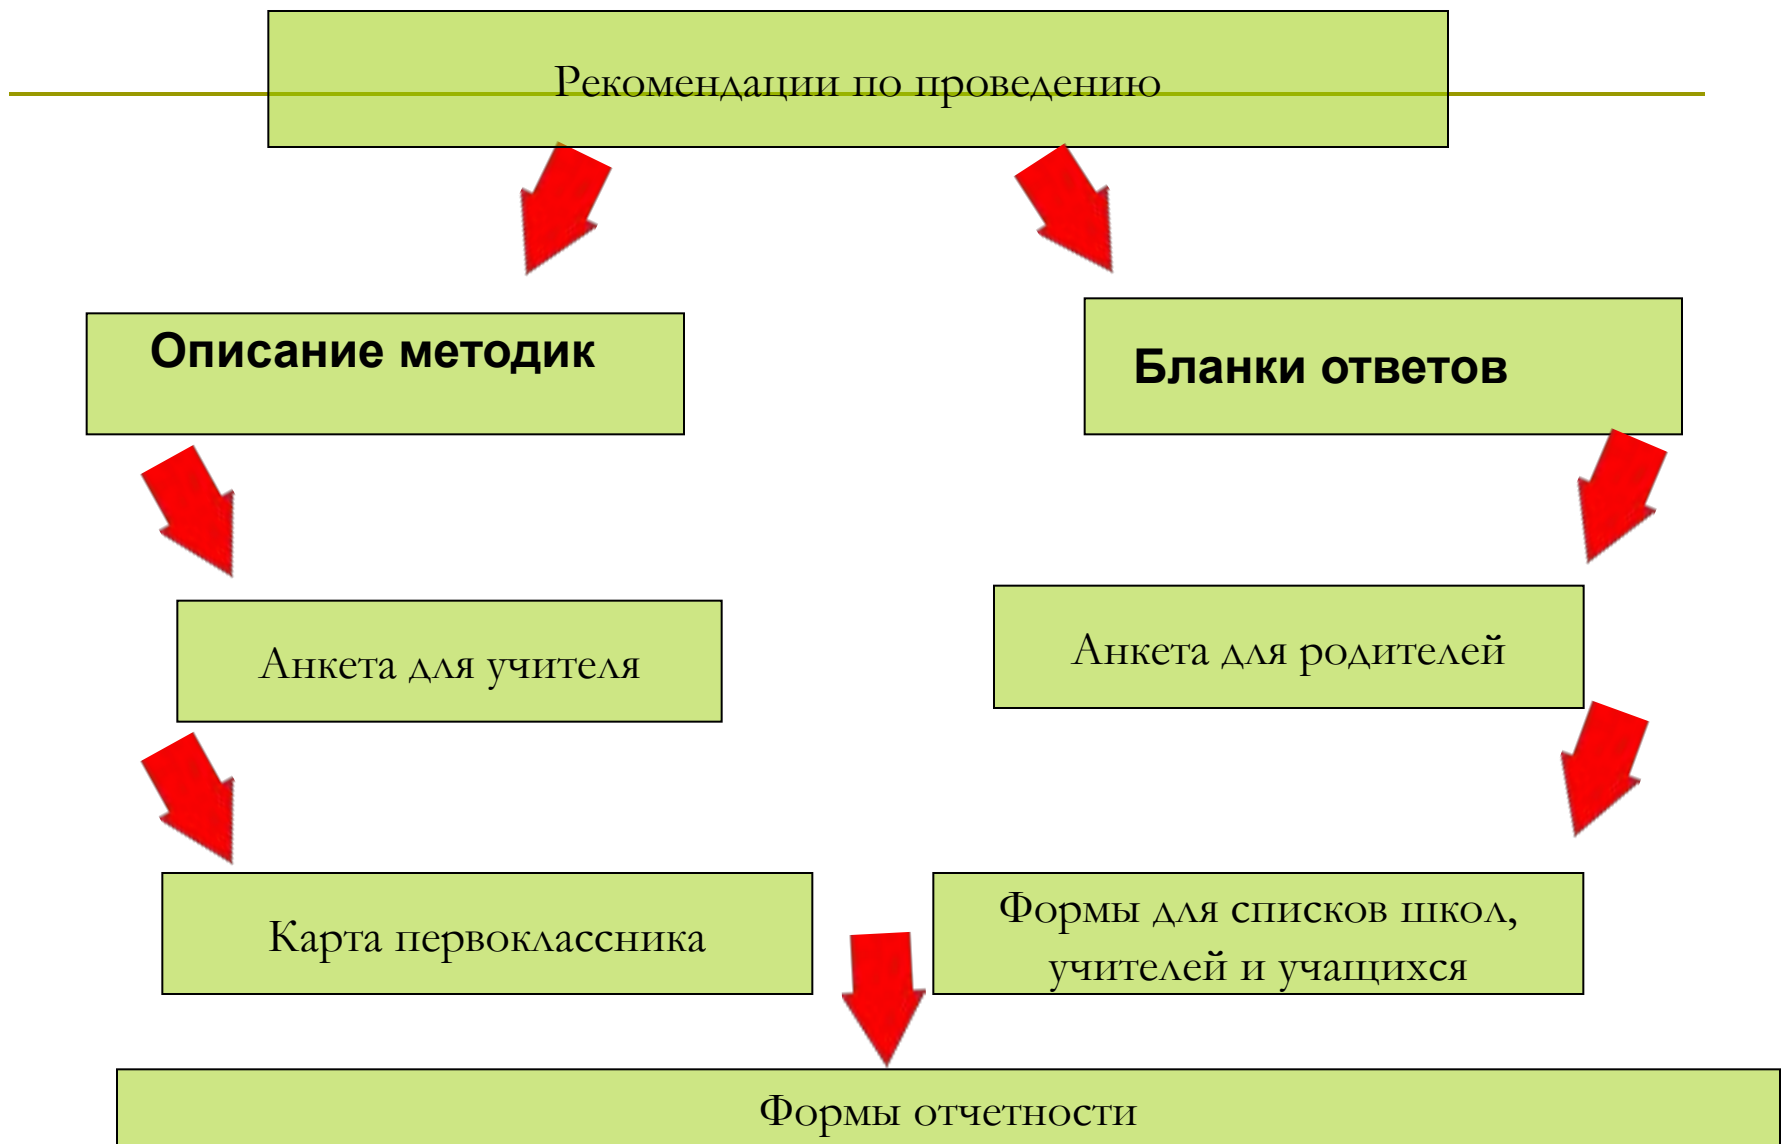 Рекомендации по проведению
Описание методик
Бланки ответов
Анкета для учителя
Анкета для родителей
Карта первоклассника
Формы для списков школ,
учителей и учащихся
Формы отчетности